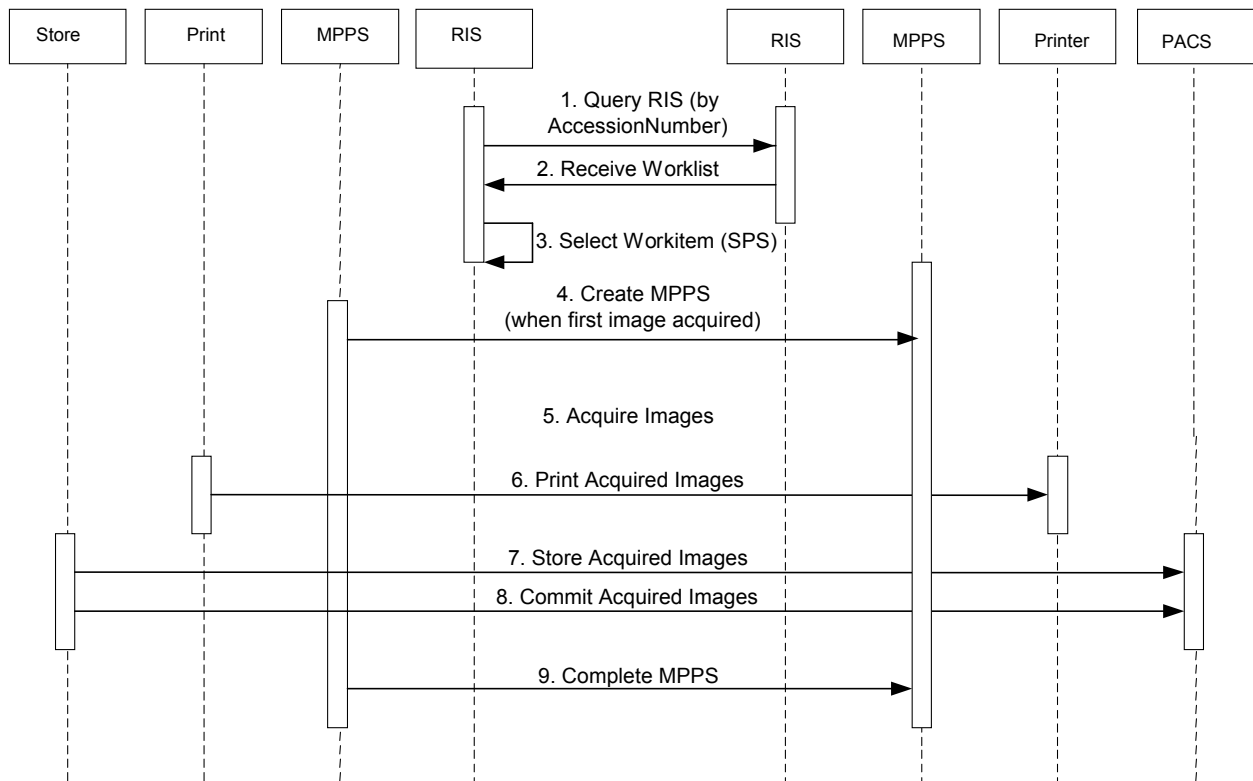 Store
Print
MPPS
RIS
RIS
MPPS
Printer
PACS
1. Query RIS (by
AccessionNumber)
2. Receive Worklist
3. Select Workitem (SPS)
4. Create MPPS
(when first image acquired)
5. Acquire Images
6. Print Acquired Images
7. Store Acquired Images
8. Commit Acquired Images
9. Complete MPPS